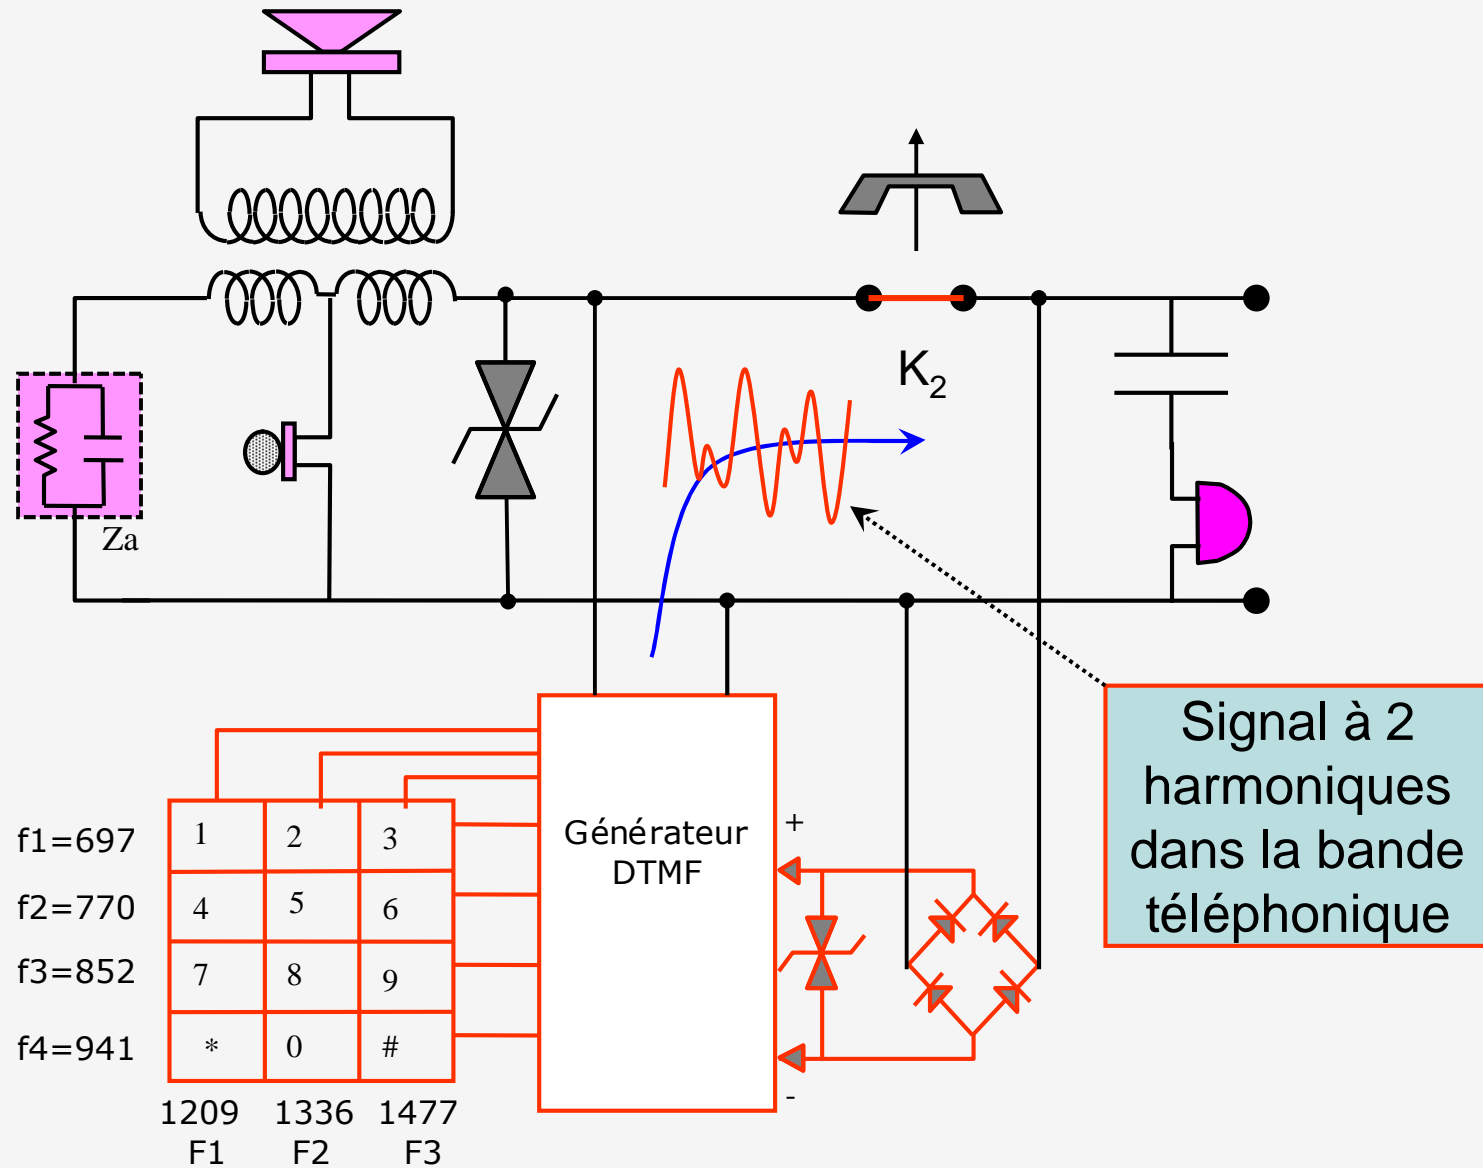 K2
Za
Signal à 2
harmoniques
dans la bande
téléphonique
Générateur
DTMF
+
-
f1=697
1 2 3
f2=770
4 5 6
f3=852
7 8 9
f4=941
* 0 #
1209 1336 1477
F1 F2 F3